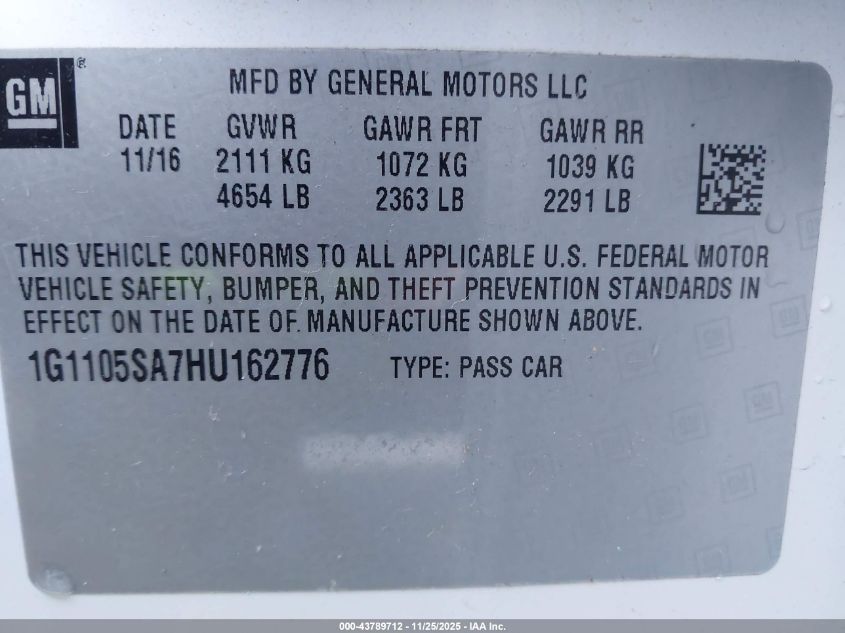 GM ®
MFD BY GENERAL MOTORS LLC
DATE GVWR GAWR FRT GAWR RR
11/16 2111 KG 1072 KG 1039 KG
4654 LB 2363 LB 2291 LB
THIS VEHICLE CONFORMS TO ALL APPLICABLE U.S. FEDERAL MOTOR
VEHICLE SAFETY, BUMPER, AND THEFT PREVENTION STANDARDS IN
EFFECT ON THE DATE OF MANUFACTURE SHOWN ABOVE.
1G1105SA7HU162776 TYPE: PASS CAR
000-43789712 - 11/25/2025 - IAA Inc.